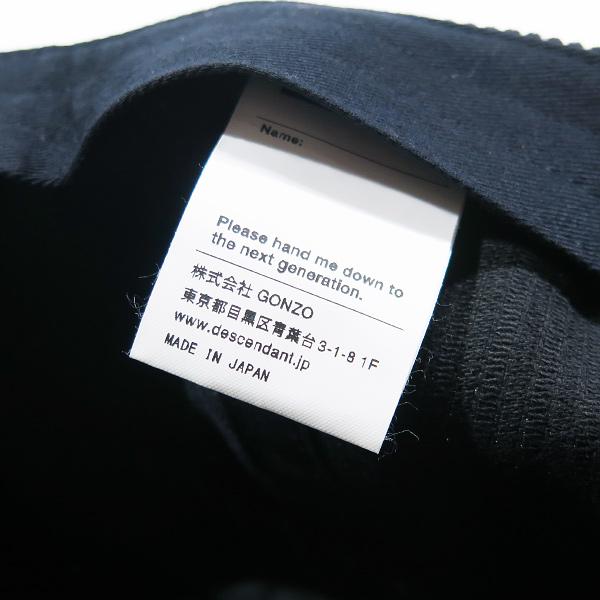 Name:
Please hand me down to
the next generation.
株式会社 GONZO
東京都目黒区青葉台3-1-8 1F
www.descendant.jp
MADE IN JAPAN